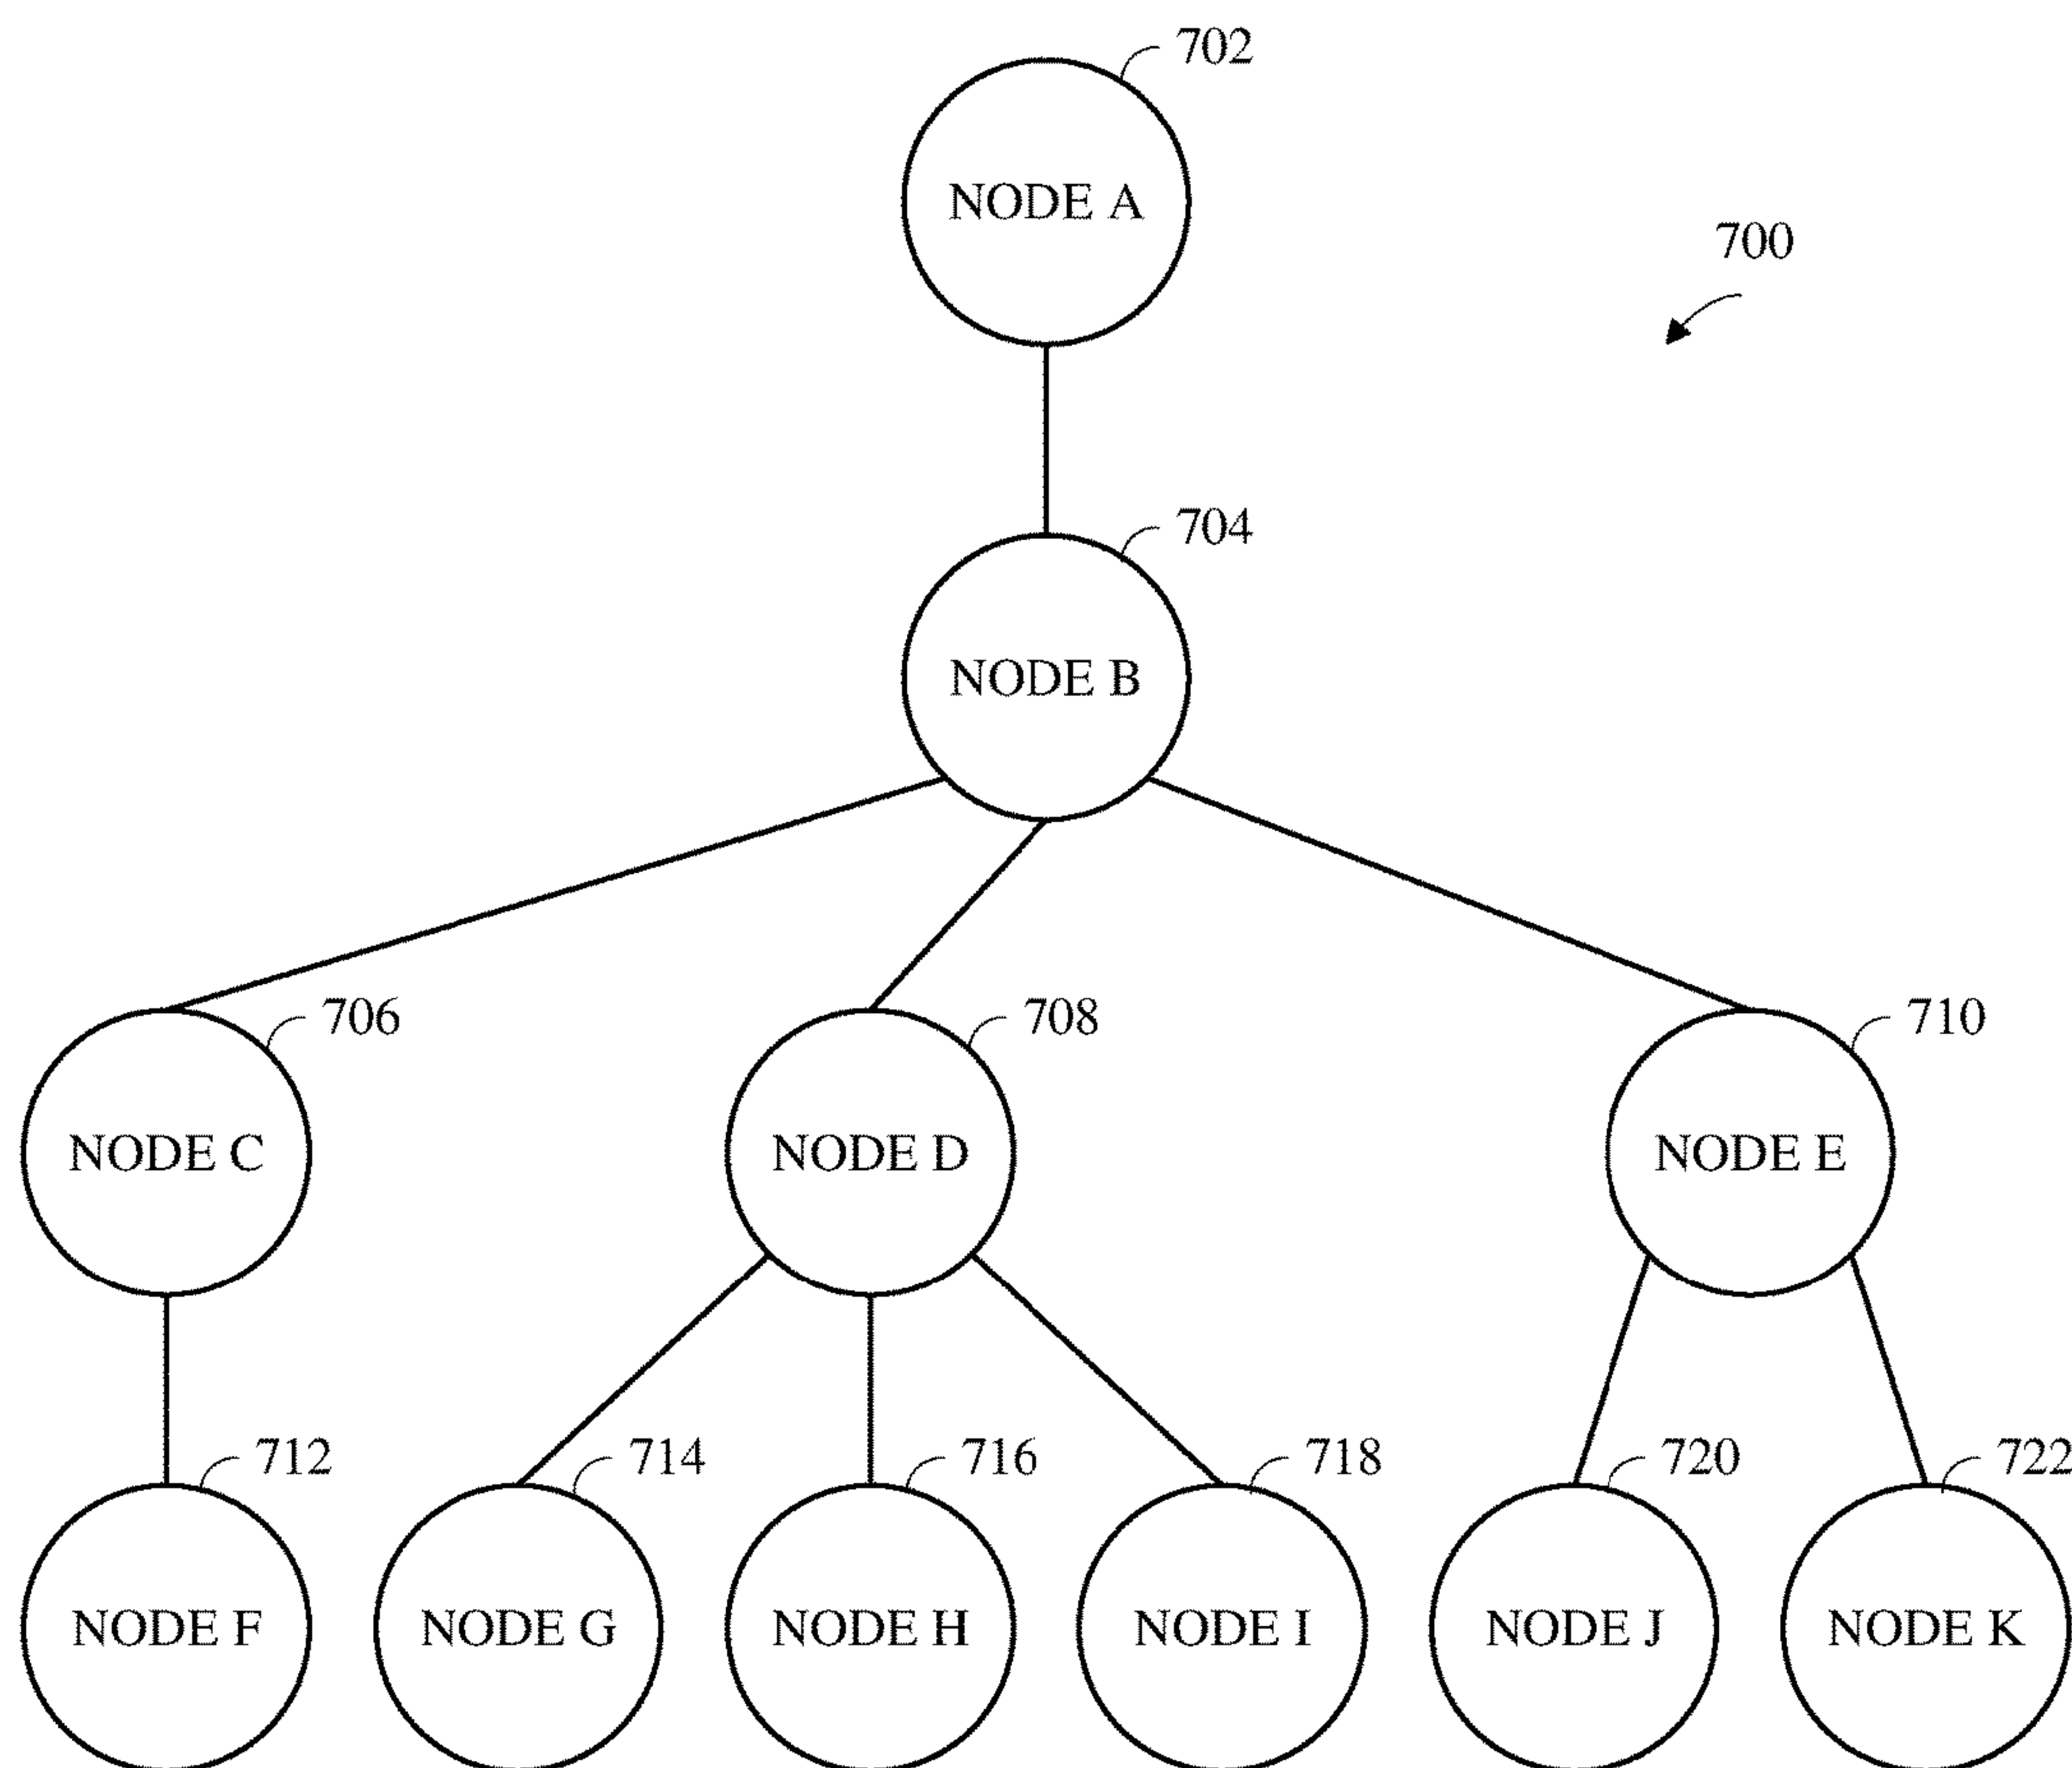 702
NODE A
700
704
NODE B
706
708
710
NODE C
NODE D
NODE E
712
714
716
718
720
722
NODE F
NODE G
NODE H
NODE I
NODE J
NODE K